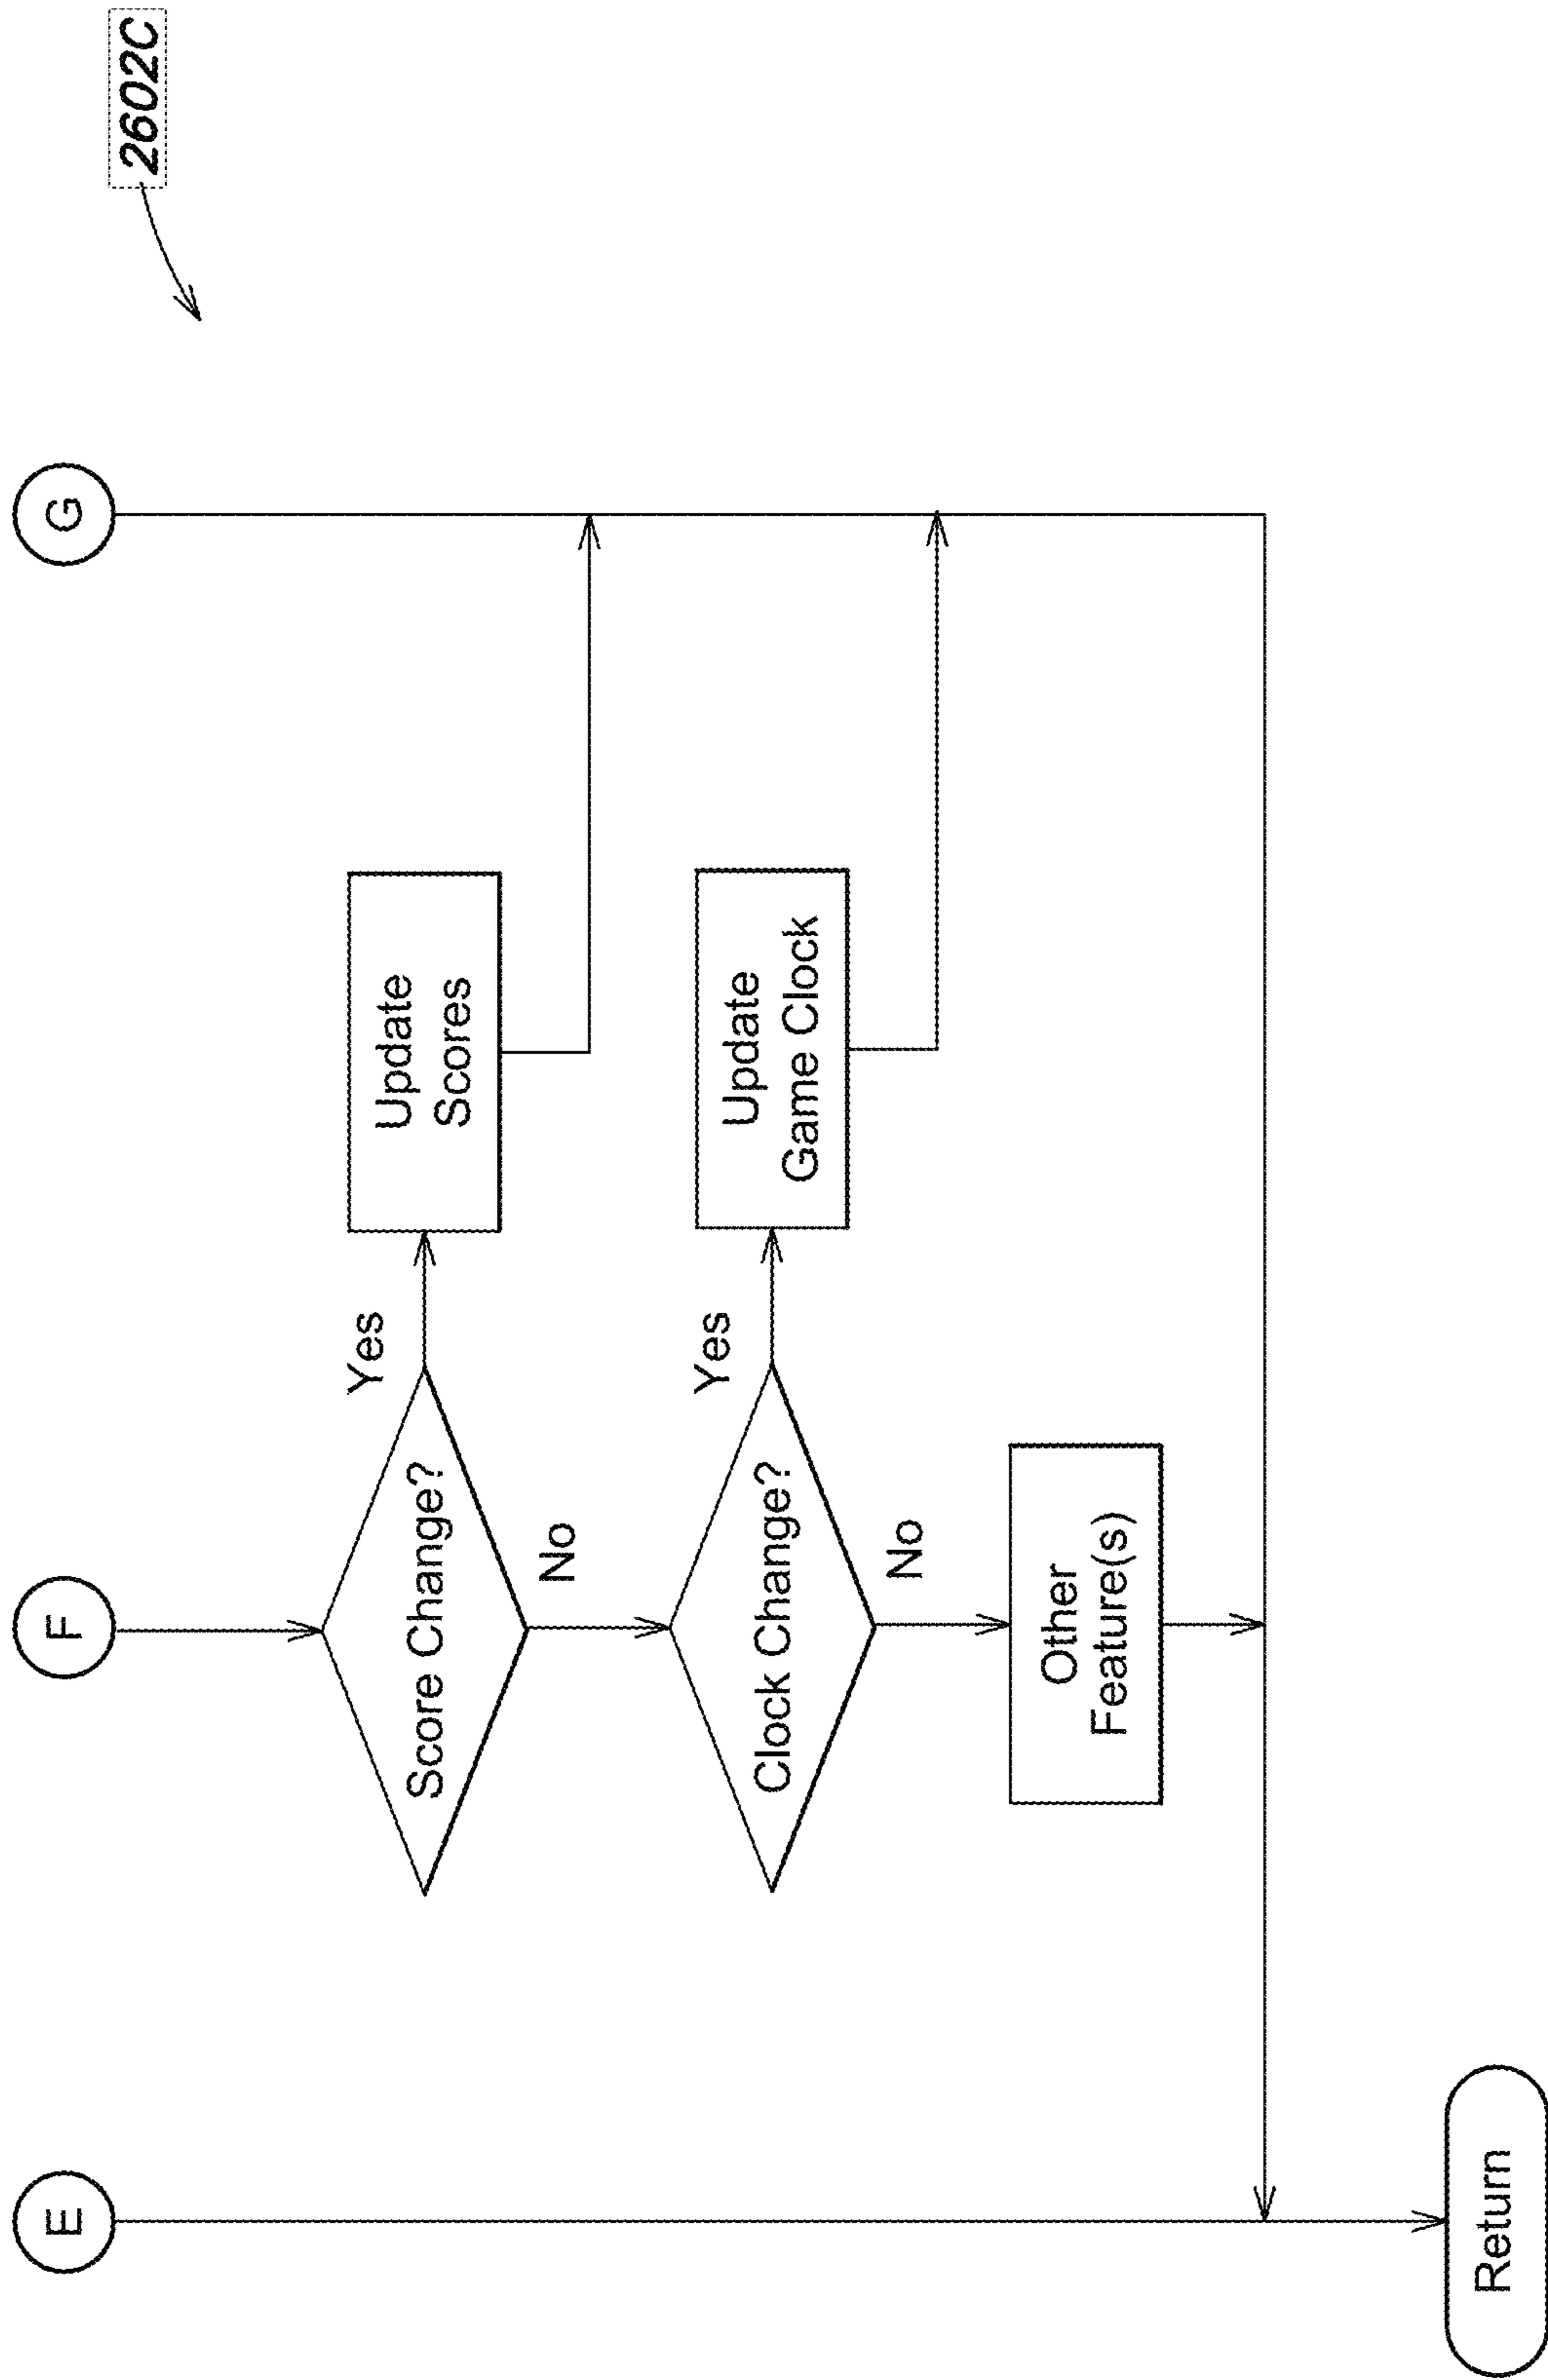 2602C
E
F
G
Score Change?
Yes
Update
Scores
No
Clock Change?
Yes
Update
Game Clock
No
Other
Feature(s)
Return